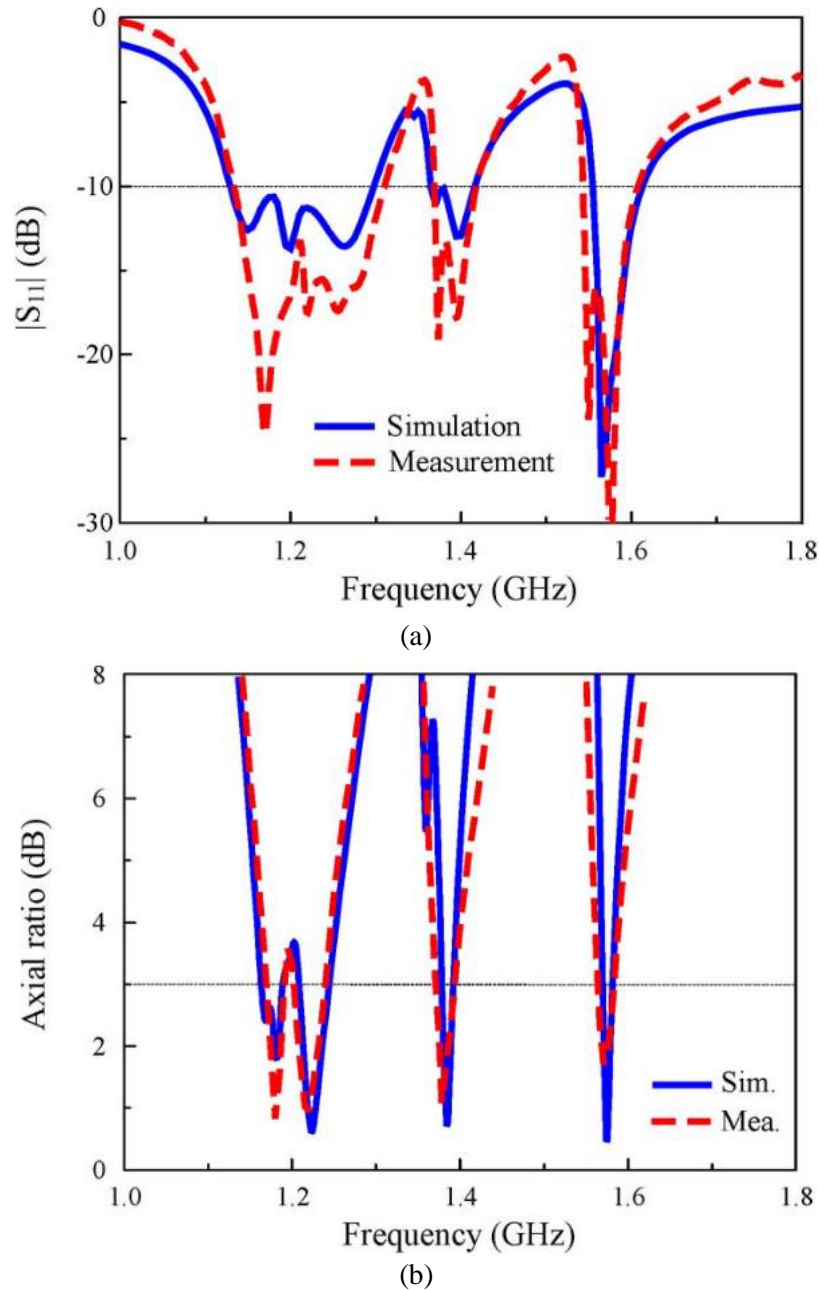 0
-10
-20
-30
|S11| (dB)
Simulation
Measurement
1.0 1.2 1.4 1.6 1.8
Frequency (GHz)
(a)
8
6
4
2
0
Axial ratio (dB)
Sim.
Mea.
1.0 1.2 1.4 1.6 1.8
Frequency (GHz)
(b)